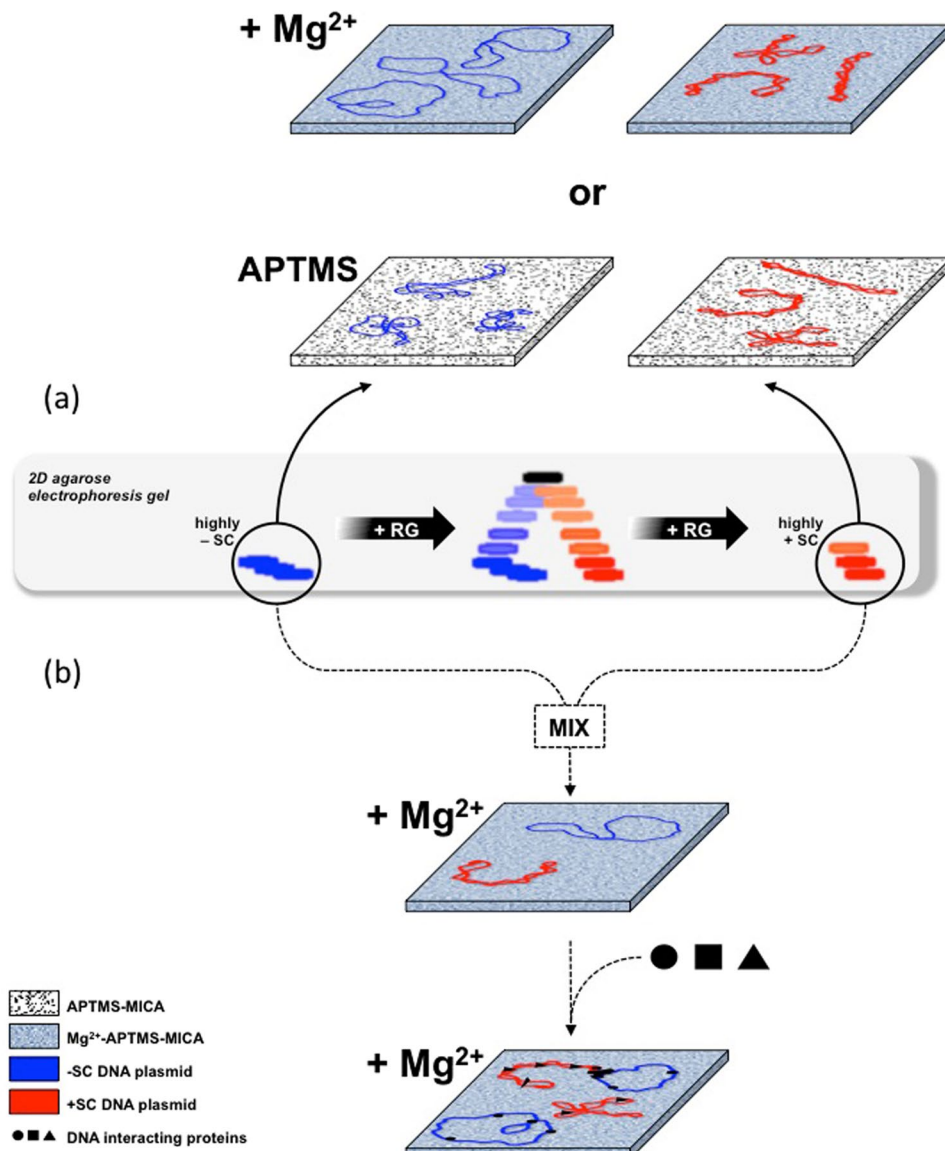 + Mg²⁺
or
APTMS
(a)
2D agarose
electrophoresis gel
highly
– SC
+ RG
+ RG
highly
+ SC
(b)
MIX
+ Mg²⁺
APTMS-MICA
Mg²⁺-APTMS-MICA
-SC DNA plasmid
+SC DNA plasmid
DNA interacting proteins
+ Mg²⁺